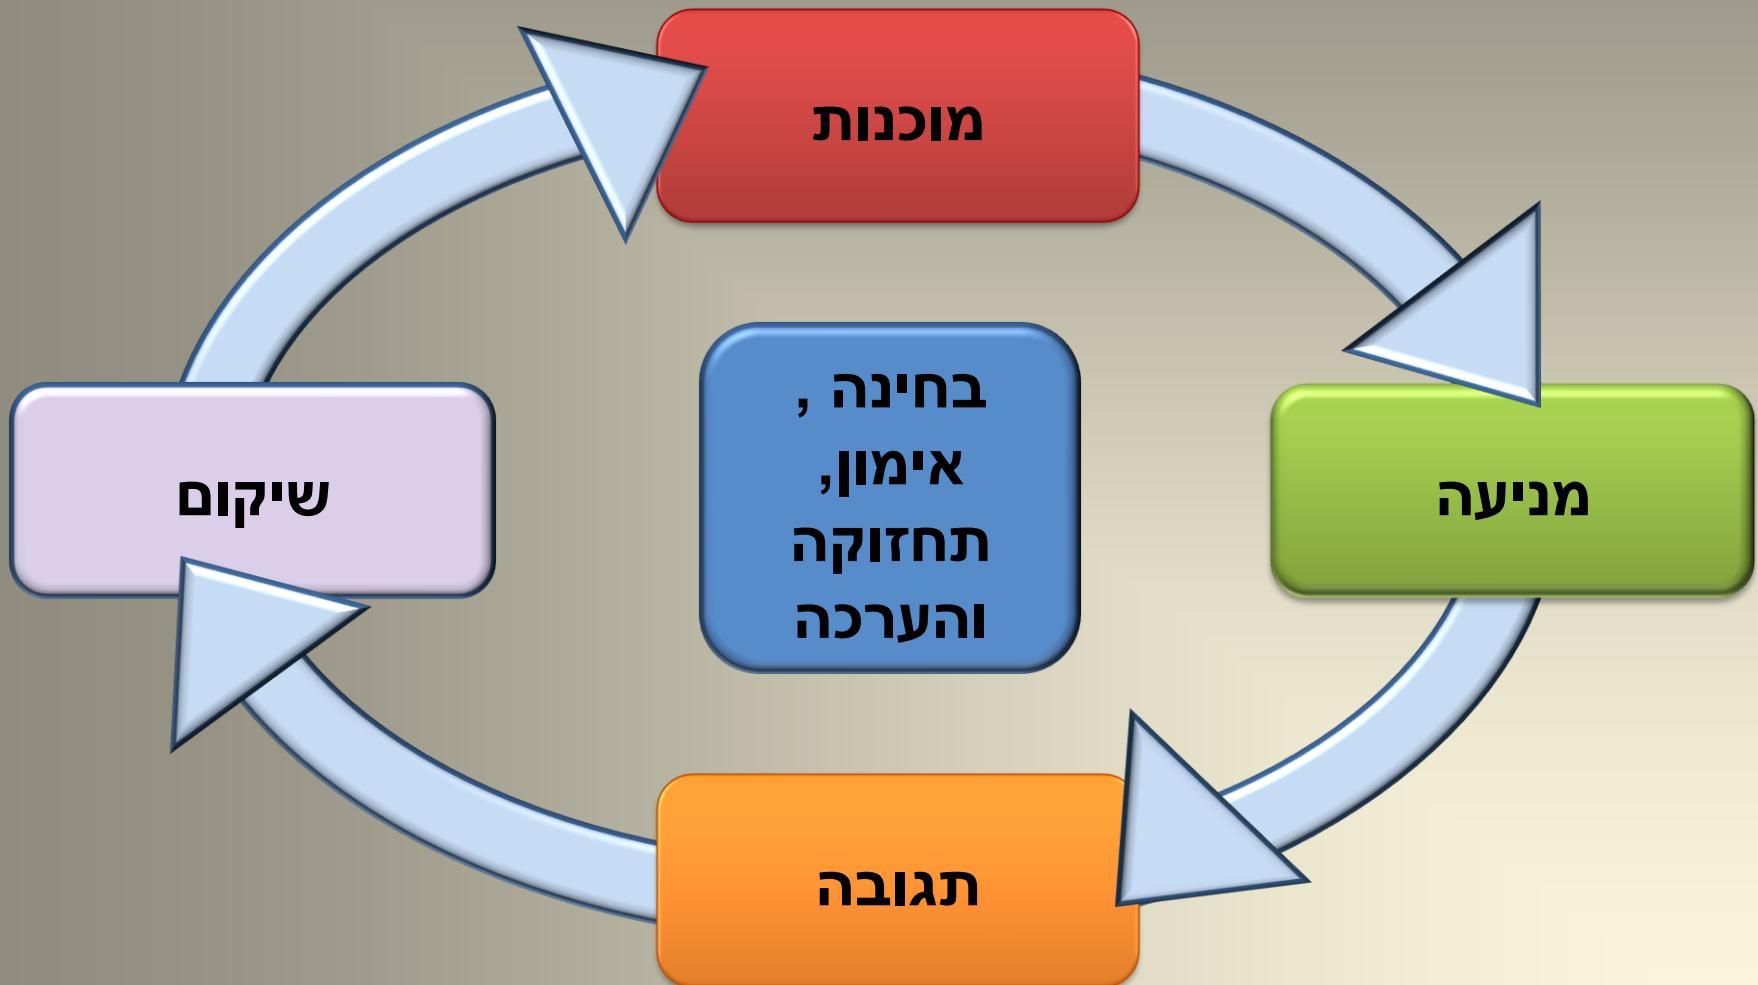 מוכנות
בחינה ,
אימון,
תחזוקה
והערכה
מניעה
שיקום
תגובה